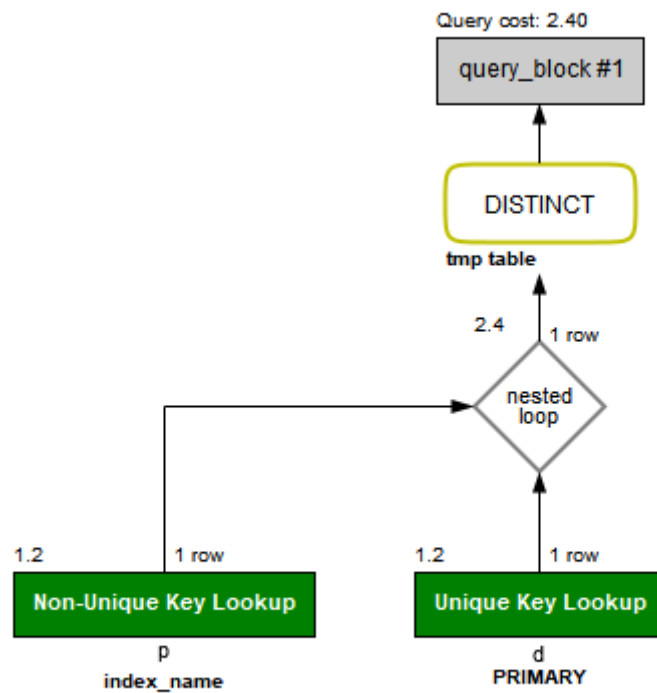 Query cost: 2.40
query_block #1
DISTINCT
tmp table
2.4
1 row
nested
loop
1.2
1 row
1.2
1 row
Non-Unique Key Lookup
Unique Key Lookup
p
d
index_name
PRIMARY